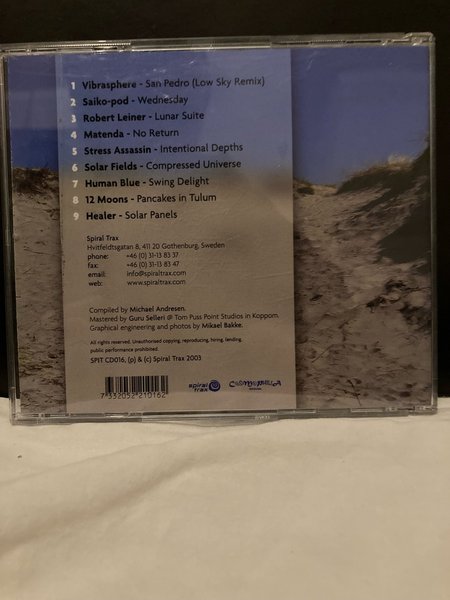 1 Vibrasphere - San Pedro (Low Sky Remix)
2 Saiko-pod - Wednesday
3 Robert Leiner - Lunar Suite
4 Matenda - No Return
5 Stress Assassin - Intentional Depths
6 Solar Fields - Compressed Universe
7 Human Blue - Swing Delight
8 12 Moons - Pancakes in Tulum
9 Healer - Solar Panels
Spiral Trax
Hvitfeldtsgatan 8, 411 20 Gothenburg, Sweden
phone: +46 (0) 31-13 83 37
fax: +46 (0) 31-13 83 47
email: info@spiraltrax.com
web: www.spiraltrax.com
Compiled by Michael Andresen.
Mastered by Guru Selleri @ Tom Puss Point Studios in Koppom.
Graphical engineering and photos by Mikael Bakke.
All rights reserved. Unauthorised copying, reproducing, hiring, lending,
public performance prohibited.
SPIT CD016, (p) & (c) Spiral Trax 2003
7 332052 210162
spiral trax